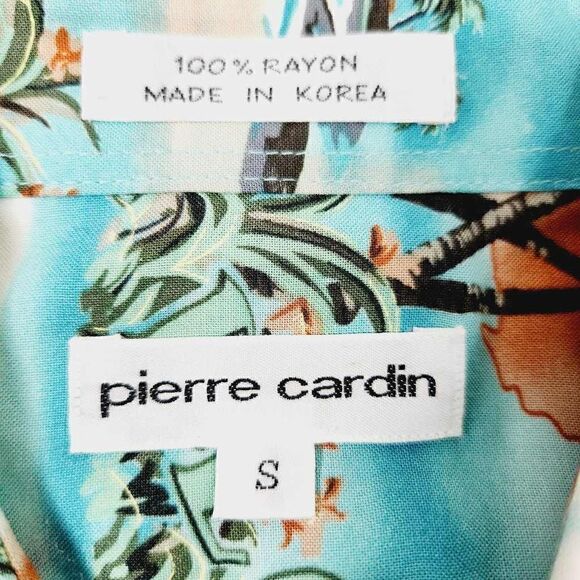 100% RAYON
MADE IN KOREA
pierre cardin
S